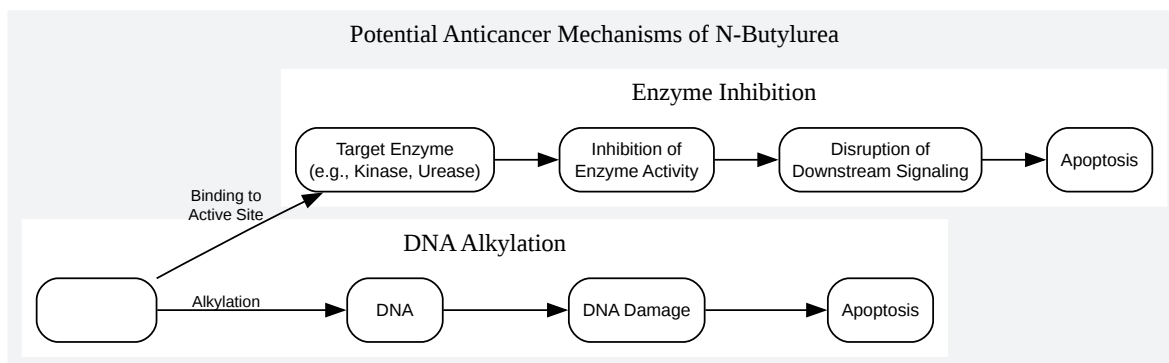 Potential Anticancer Mechanisms of N-Butylurea
Enzyme Inhibition
Target Enzyme
(e.g., Kinase, Urease)
Inhibition of
Enzyme Activity
Disruption of
Downstream Signaling
Apoptosis
Binding to
Active Site
DNA Alkylation
Alkylation
DNA
DNA Damage
Apoptosis